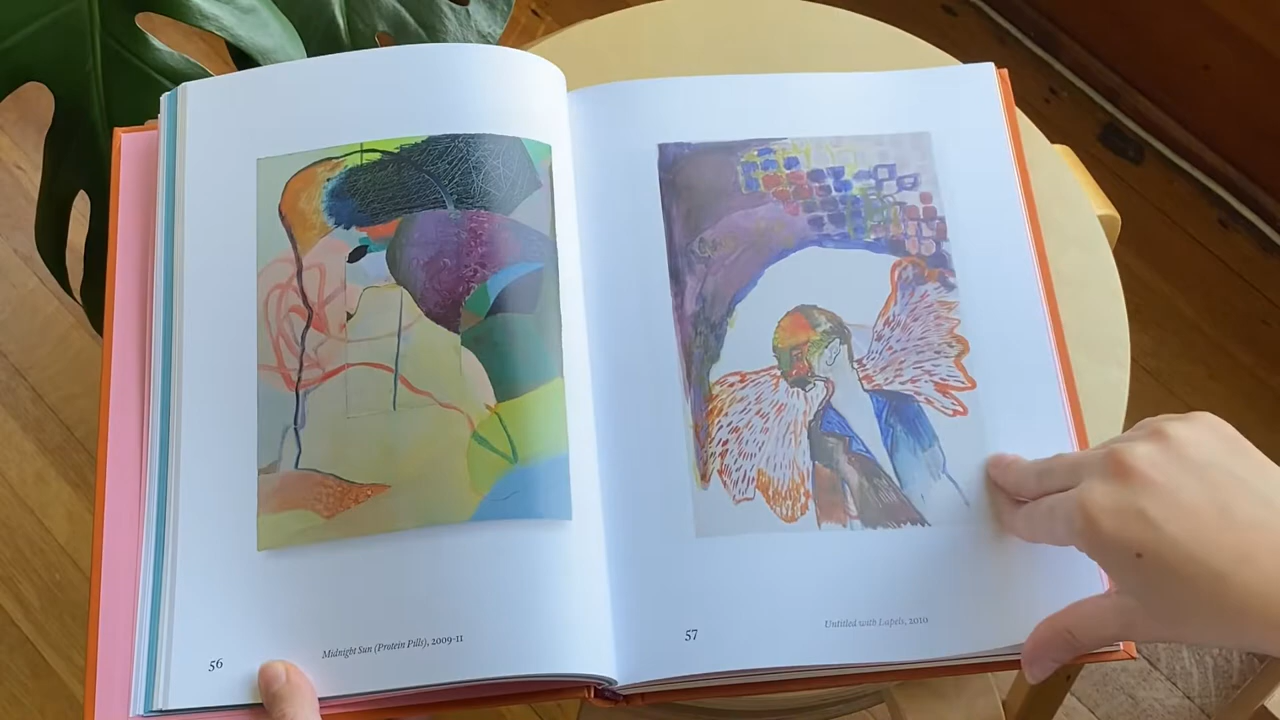 Midnight Sun (Protein Pills), 2009-11
56
Untitled with Lapels, 2010
57